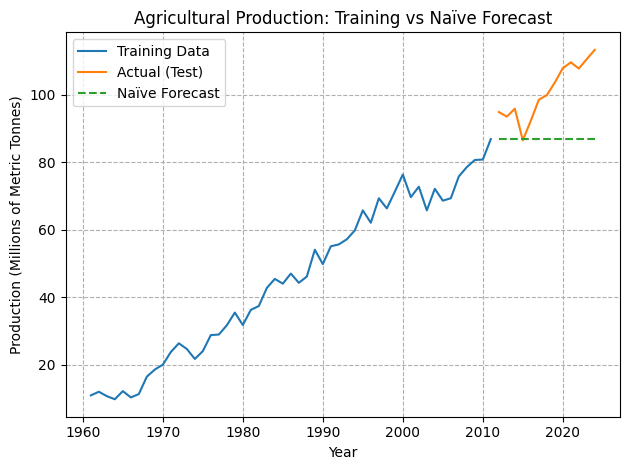 Agricultural Production: Training vs Naïve Forecast
Training Data
Actual (Test)
Naïve Forecast
Production (Millions of Metric Tonnes)
100
80
60
40
20
1960 1970 1980 1990 2000 2010 2020
Year